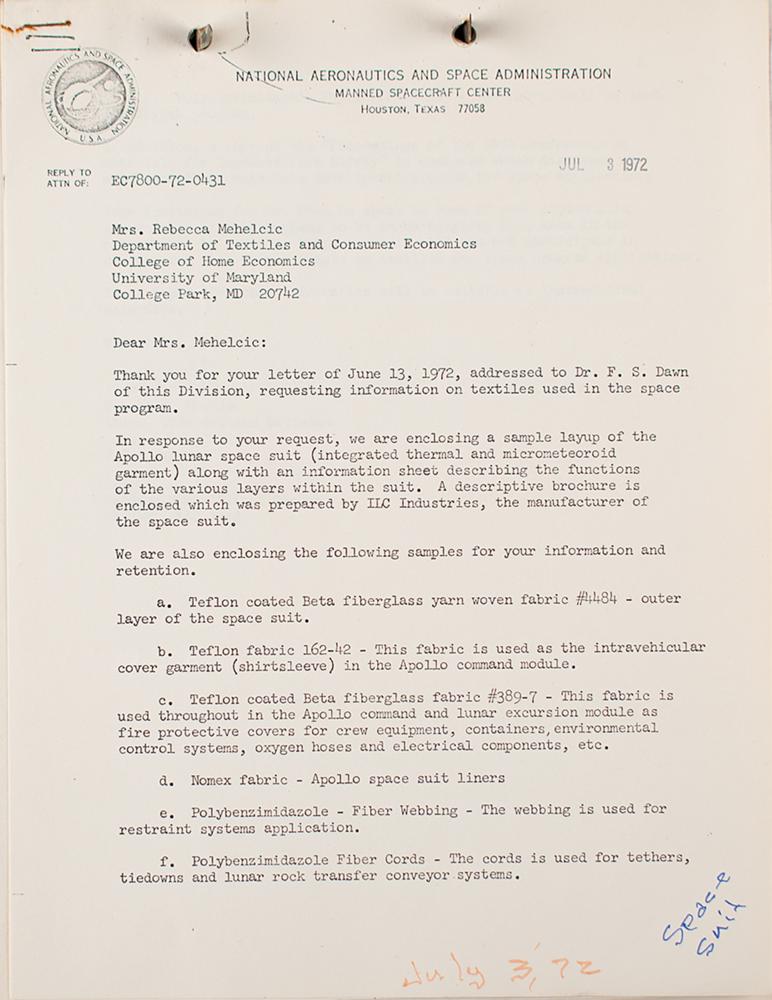 NATIONAL AERONAUTICS AND SPACE ADMINISTRATION
MANNED SPACECRAFT CENTER
HOUSTON, TEXAS 77058
NATIONAL AERONAUTICS AND SPACE ADMINISTRATION
U.S.A.
JUL 3 1972
REPLY TO
ATTN OF: EC7800-72-0431
Mrs. Rebecca Mehelcic
Department of Textiles and Consumer Economics
College of Home Economics
University of Maryland
College Park, MD 20742
Dear Mrs. Mehelcic:
Thank you for your letter of June 13, 1972, addressed to Dr. F. S. Dawn
of this Division, requesting information on textiles used in the space
program.
In response to your request, we are enclosing a sample layup of the
Apollo lunar space suit (integrated thermal and micrometeoroid
garment) along with an information sheet describing the functions
of the various layers within the suit. A descriptive brochure is
enclosed which was prepared by ILC Industries, the manufacturer of
the space suit.
We are also enclosing the following samples for your information and
retention.
a. Teflon coated Beta fiberglass yarn woven fabric #4484 - outer
layer of the space suit.
b. Teflon fabric 162-42 - This fabric is used as the intravehicular
cover garment (shirtsleeve) in the Apollo command module.
c. Teflon coated Beta fiberglass fabric #389-7 - This fabric is
used throughout in the Apollo command and lunar excursion module as
fire protective covers for crew equipment, containers, environmental
control systems, oxygen hoses and electrical components, etc.
d. Nomex fabric - Apollo space suit liners
e. Polybenzimidazole - Fiber Webbing - The webbing is used for
restraint systems application.
f. Polybenzimidazole Fiber Cords - The cords is used for tethers,
tiedowns and lunar rock transfer conveyor systems.
Space
Suit
July 3, 72